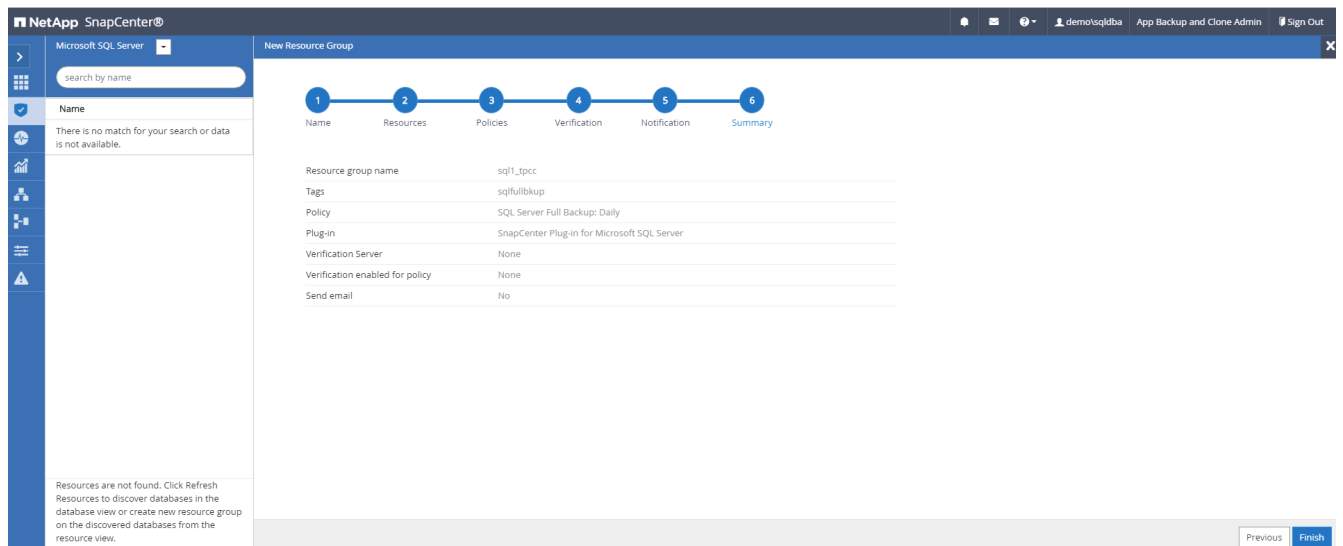 NetApp SnapCenter®
demo\sqldba App Backup and Clone Admin Sign Out
Microsoft SQL Server
search by name
Name
There is no match for your search or data
is not available.
Resources are not found. Click Refresh
Resources to discover databases in the
database view or create new resource group
on the discovered databases from the
resource view.
New Resource Group
1 2 3 4 5 6
Name Resources Policies Verification Notification Summary
Resource group name sql1_tpcc
Tags sqlfullbkup
Policy SQL Server Full Backup: Daily
Plug-in SnapCenter Plug-in for Microsoft SQL Server
Verification Server None
Verification enabled for policy None
Send email No
Previous Finish